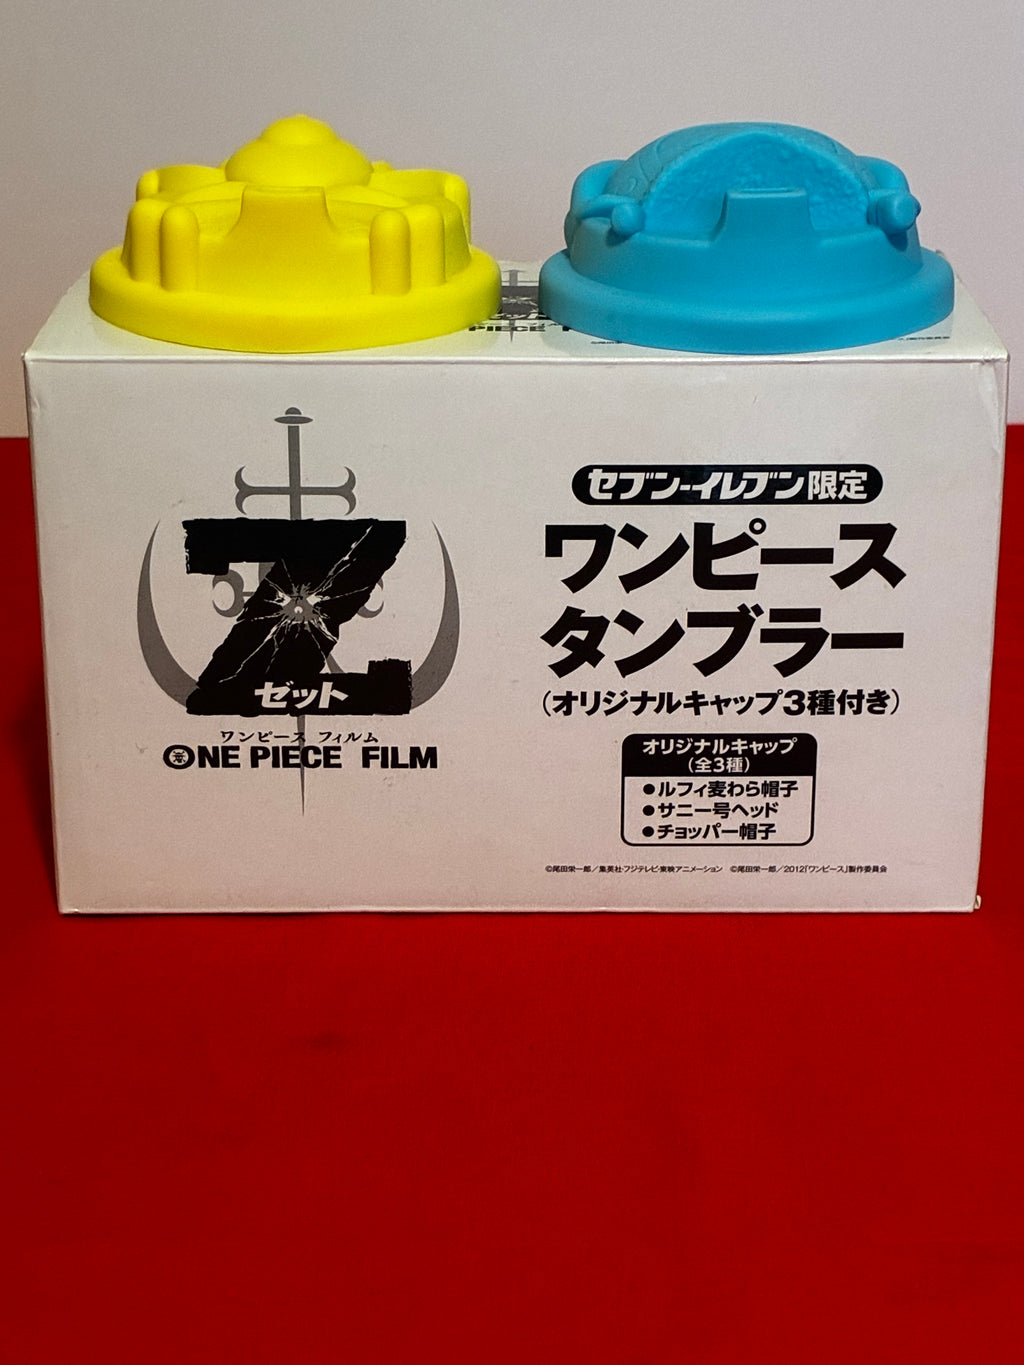 PIECE
Z
ゼット
ワンピース フィルム
ONE PIECE FILM
セブン-イレブン限定
ワンピース
タンブラー
(オリジナルキャップ3種付き)
オリジナルキャップ
(全3種)
●ルフィ麦わら帽子
●サニー号ヘッド
●チョッパー帽子
©尾田栄一郎/集英社・フジテレビ・東映アニメーション ©尾田栄一郎/2012「ワンピース」製作委員会